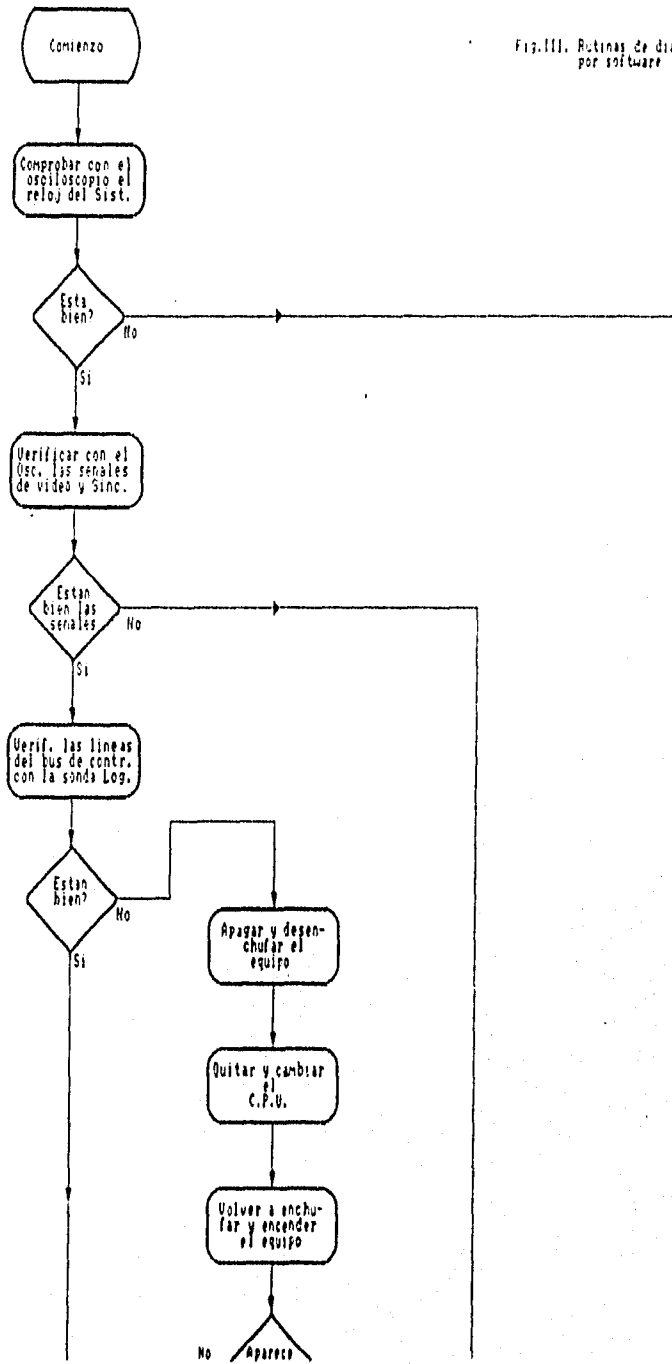 Comienzo
Fig.III. Rutinas de
por software
Comprobar con el
osciloscopio el
reloj del Sist.
Esta
bien?
No
Si
Verificar con el
Osc. las senales
de video y Sinc.
Estan
bien las
senales
No
Si
Verif. las lineas
del bus de contr.
con la sonda Log.
Estan
bien?
No
Si
Apagar y desen-
chufar el
equipo
Quitar y cambiar
el
C.P.U.
Volver a enchu-
far y encender
el equipo
No
Aparece